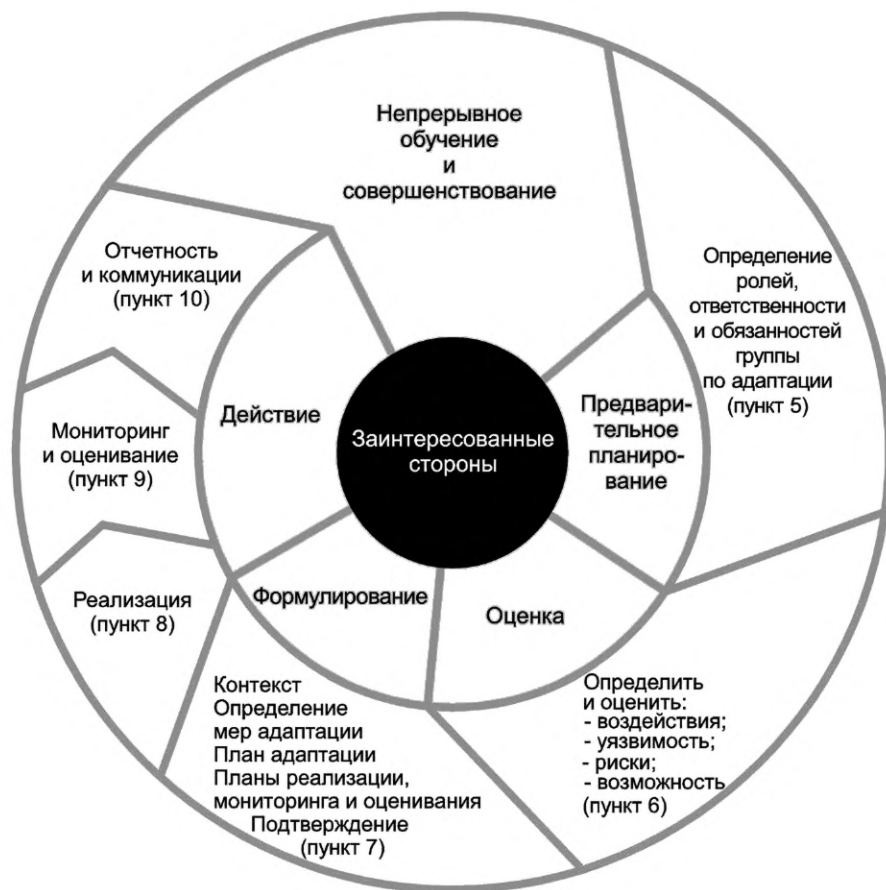 Непрерывное
обучение
и
совершенствование
Определение
ролей,
ответственности
и обязанностей
группы
по адаптации
(пункт 5)
Предвари-
тельное
планиро-
вание
Определить
и оценить:
- воздействия;
- уязвимость;
- риски;
- возможность
(пункт 6)
Оценка
Контекст
Определение
мер адаптации
План адаптации
Планы реализации,
мониторинга и оценивания
Подтверждение
(пункт 7)
Формулирование
Реализация
(пункт 8)
Мониторинг
и оценивание
(пункт 9)
Отчетность
и коммуникации
(пункт 10)
Действие
Заинтересованные
стороны